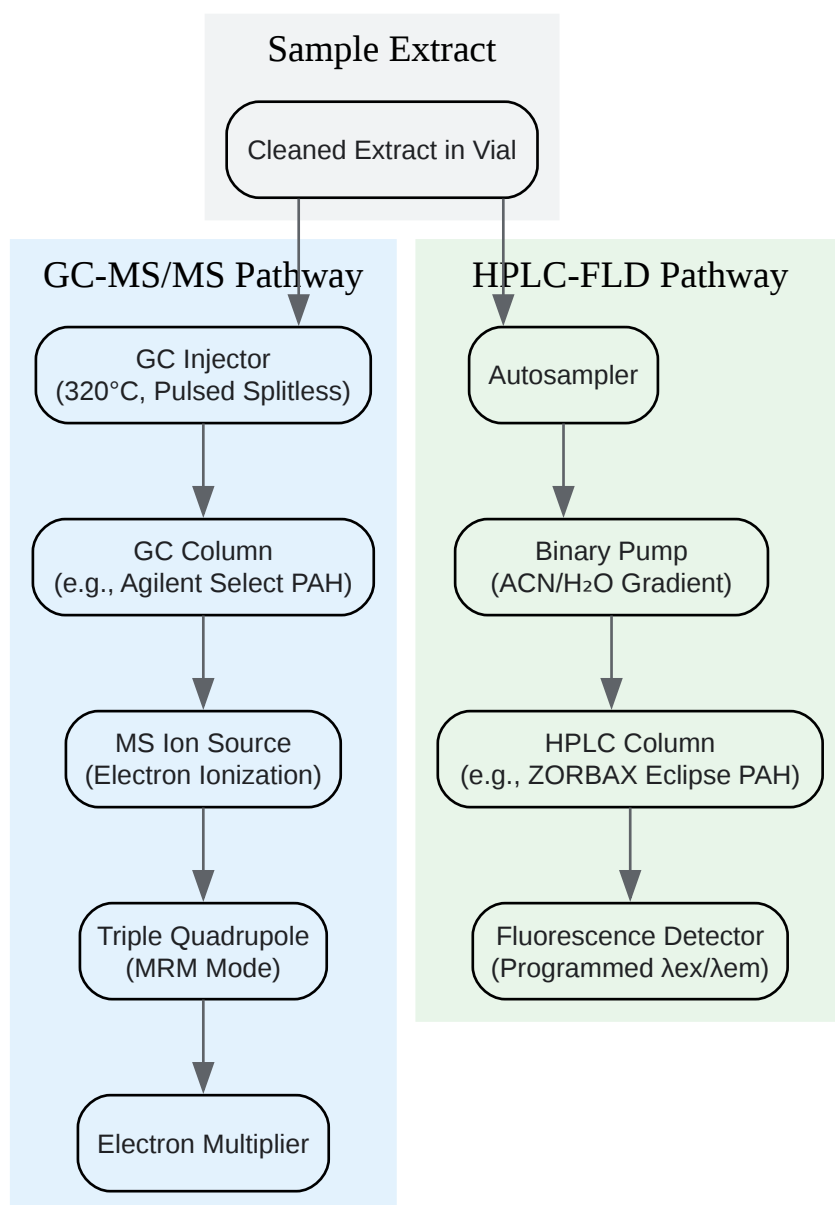 Sample Extract
Cleaned Extract in Vial
GC-MS/MS Pathway
GC Injector
(320°C, Pulsed Splitless)
GC Column
(e.g., Agilent Select PAH)
MS Ion Source
(Electron Ionization)
Triple Quadrupole
(MRM Mode)
Electron Multiplier
HPLC-FLD Pathway
Autosampler
Binary Pump
(ACN/H₂O Gradient)
HPLC Column
(e.g., ZORBAX Eclipse PAH)
Fluorescence Detector
(Programmed λex/λem)